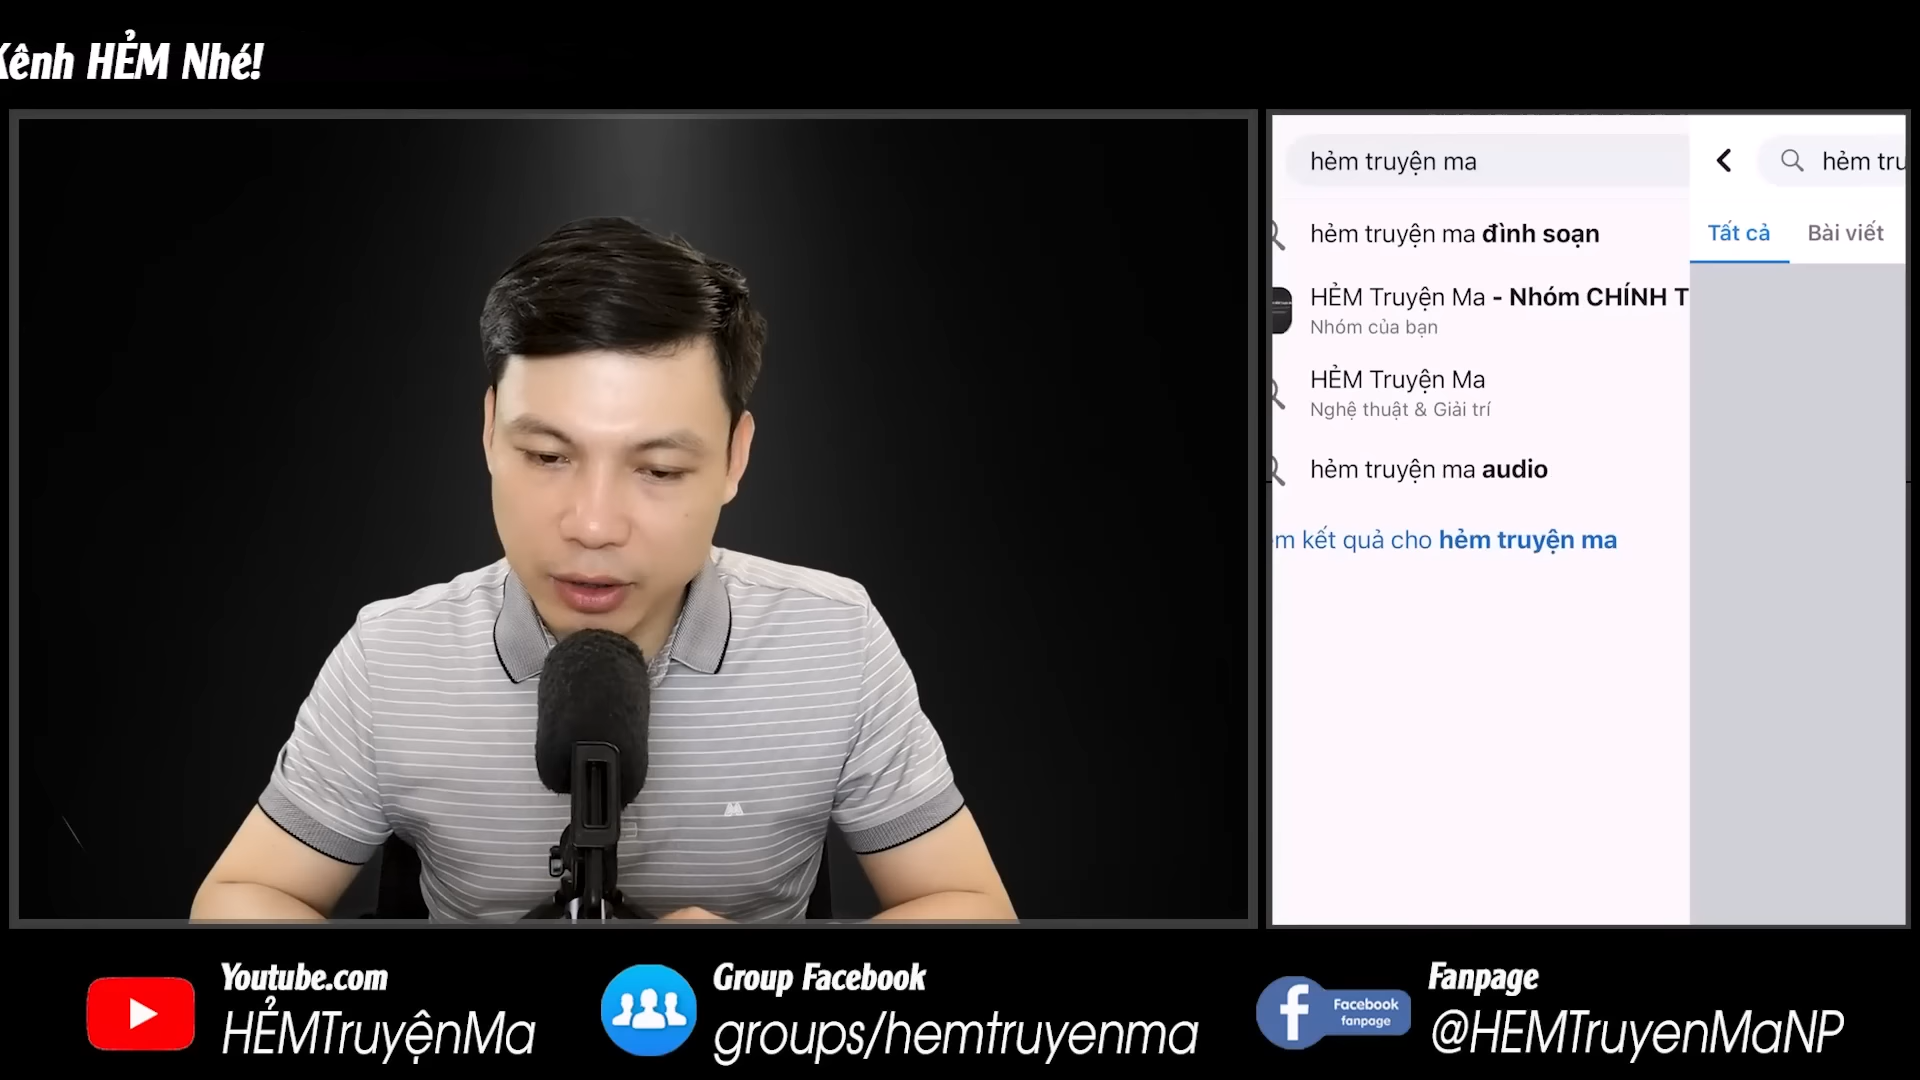 Kênh HẺM Nhé!
hẻm truyện ma
hẻm tru
Tất cả
Bài viết
hẻm truyện ma đình soạn
HẺM Truyện Ma - Nhóm CHÍNH T
Nhóm của bạn
HẺM Truyện Ma
Nghệ thuật & Giải trí
hẻm truyện ma audio
m kết quả cho hẻm truyện ma
Youtube.com
HẺMTruyệnMa
Group Facebook
groups/hemtruyenma
Facebook
fanpage
Fanpage
@HEMTruyenMaNP